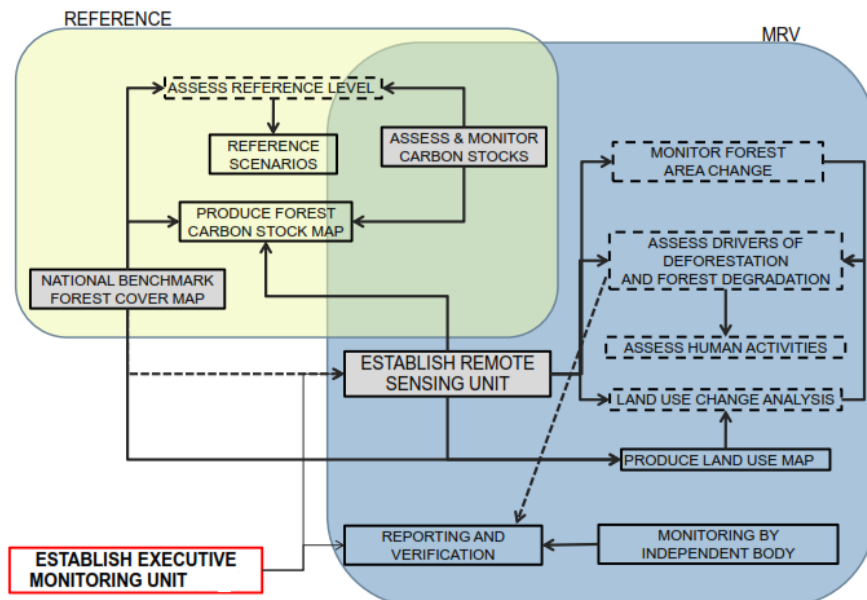 REFERENCE
MRV
ASSESS REFERENCE LEVEL
REFERENCE
SCENARIOS
ASSESS & MONITOR
CARBON STOCKS
MONITOR FOREST
AREA CHANGE
PRODUCE FOREST
CARBON STOCK MAP
ASSESS DRIVERS OF
DEFORESTATION
AND FOREST DEGRADATION
NATIONAL BENCHMARK
FOREST COVER MAP
ASSESS HUMAN ACTIVITIES
ESTABLISH REMOTE
SENSING UNIT
LAND USE CHANGE ANALYSIS
PRODUCE LAND USE MAP
REPORTING AND
VERIFICATION
MONITORING BY
INDEPENDENT BODY
ESTABLISH EXECUTIVE
MONITORING UNIT